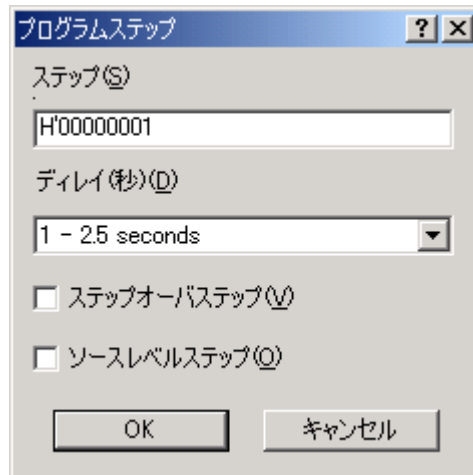 プログラムステップ
ステップ(S)
H'00000001
ディレイ(秒)(D)
1 - 2.5 seconds
ステップオーバステップ(V)
ソースレベルステップ(O)
OK キャンセル